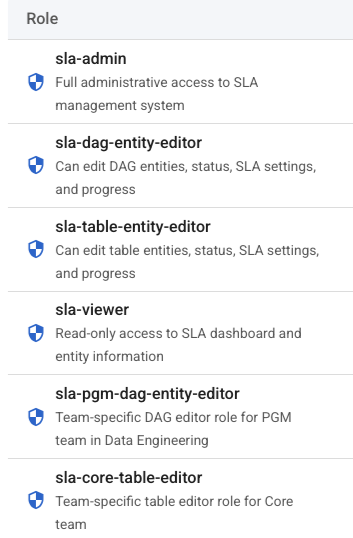 Role
sla-admin
Full administrative access to SLA
management system
sla-dag-entity-editor
Can edit DAG entities, status, SLA settings,
and progress
sla-table-entity-editor
Can edit table entities, status, SLA settings,
and progress
sla-viewer
Read-only access to SLA dashboard and
entity information
sla-pgm-dag-entity-editor
Team-specific DAG editor role for PGM
team in Data Engineering
sla-core-table-editor
Team-specific table editor role for Core
team